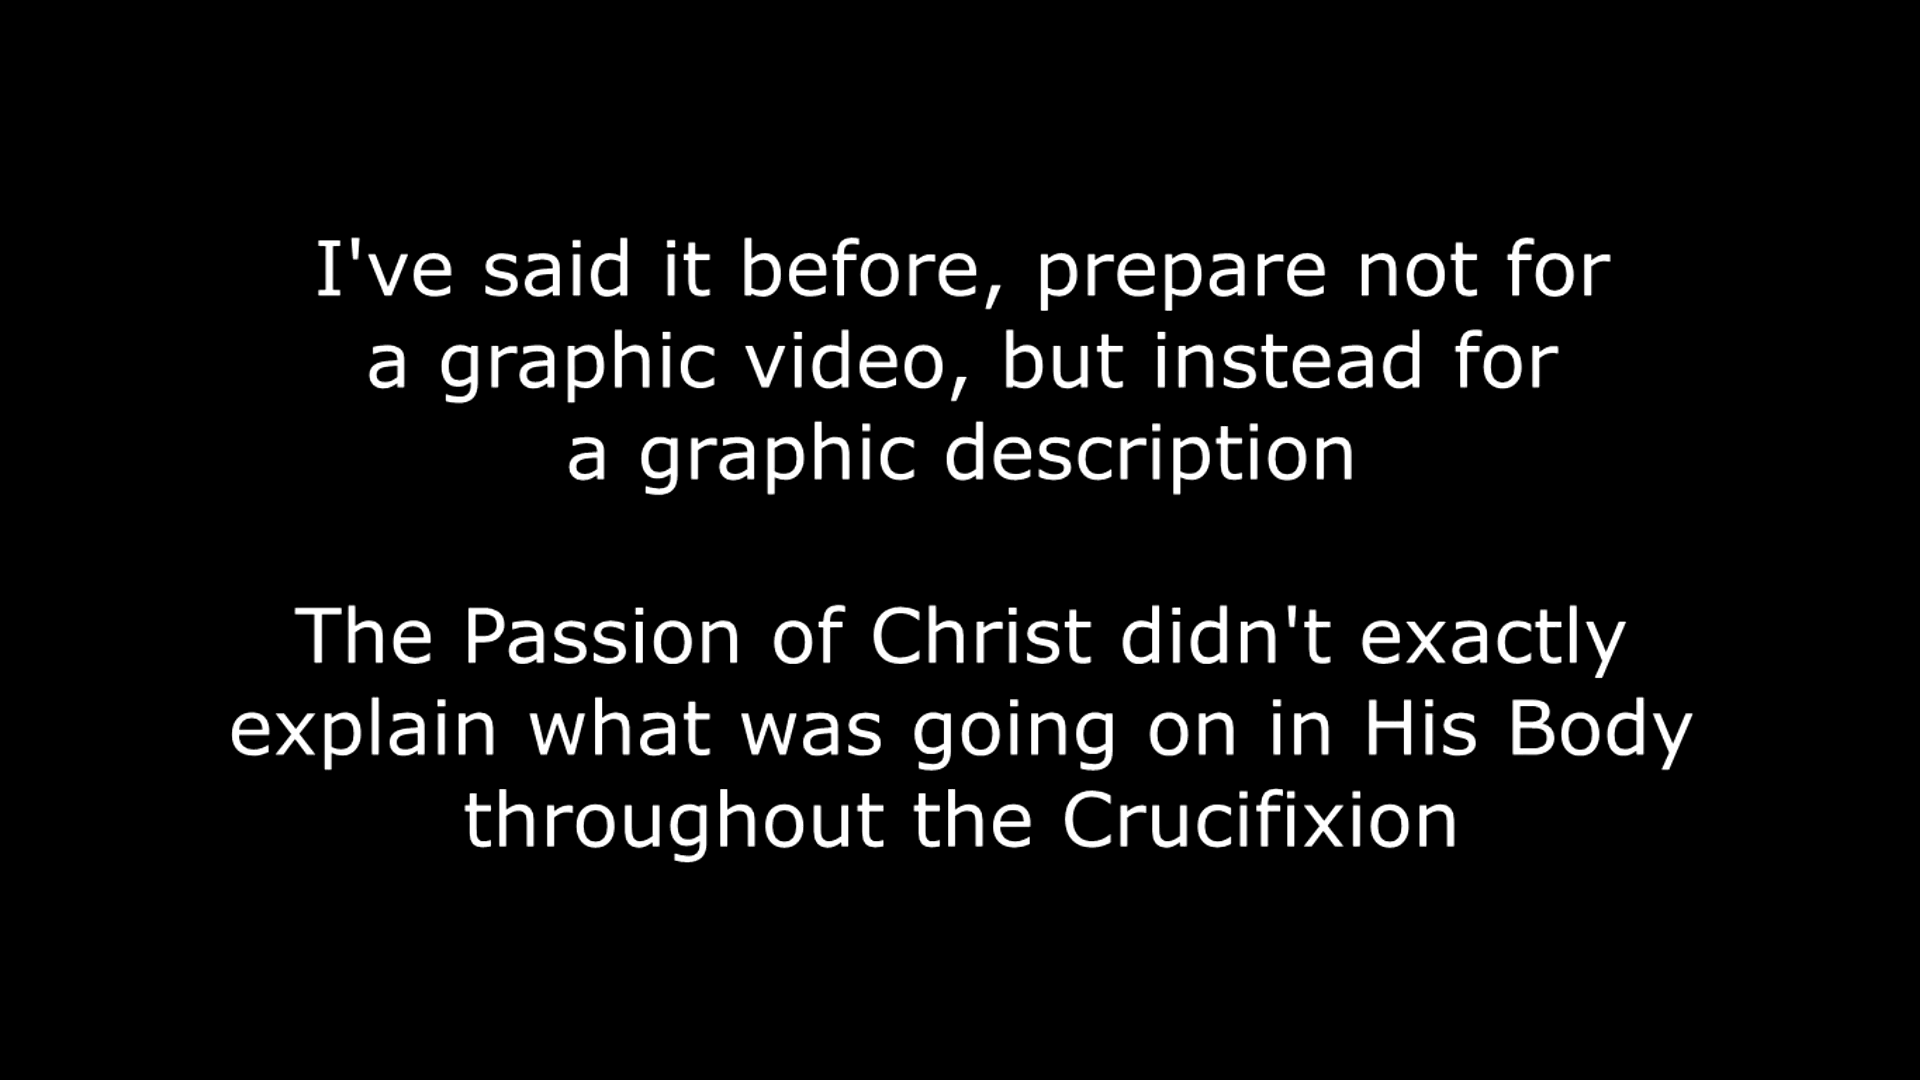 I've said it before, prepare not for
a graphic video, but instead for
a graphic description
The Passion of Christ didn't exactly
explain what was going on in His Body
throughout the Crucifixion